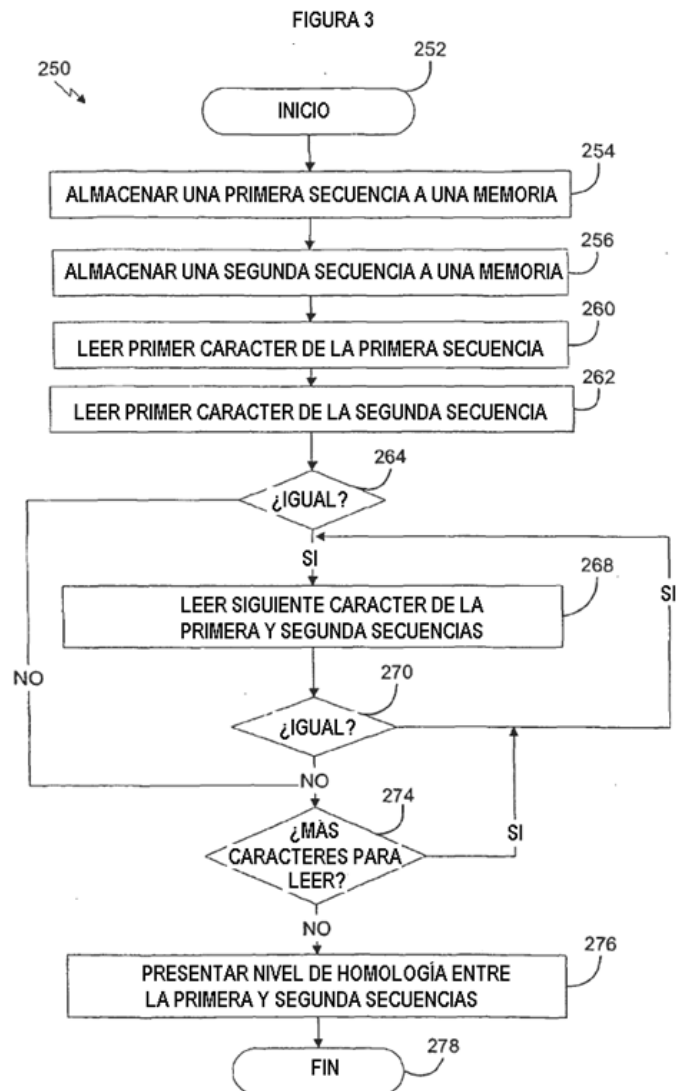 FIGURA 3
250
252
INICIO
254
ALMACENAR UNA PRIMERA SECUENCIA A UNA MEMORIA
256
ALMACENAR UNA SEGUNDA SECUENCIA A UNA MEMORIA
260
LEER PRIMER CARACTER DE LA PRIMERA SECUENCIA
262
LEER PRIMER CARACTER DE LA SEGUNDA SECUENCIA
264
¿IGUAL?
SI
268
LEER SIGUIENTE CARACTER DE LA
PRIMERA Y SEGUNDA SECUENCIAS
SI
NO
270
¿IGUAL?
NO
274
¿MÀS
CARACTERES PARA
LEER?
SI
NO
276
PRESENTAR NIVEL DE HOMOLOGÍA ENTRE
LA PRIMERA Y SEGUNDA SECUENCIAS
FIN
278